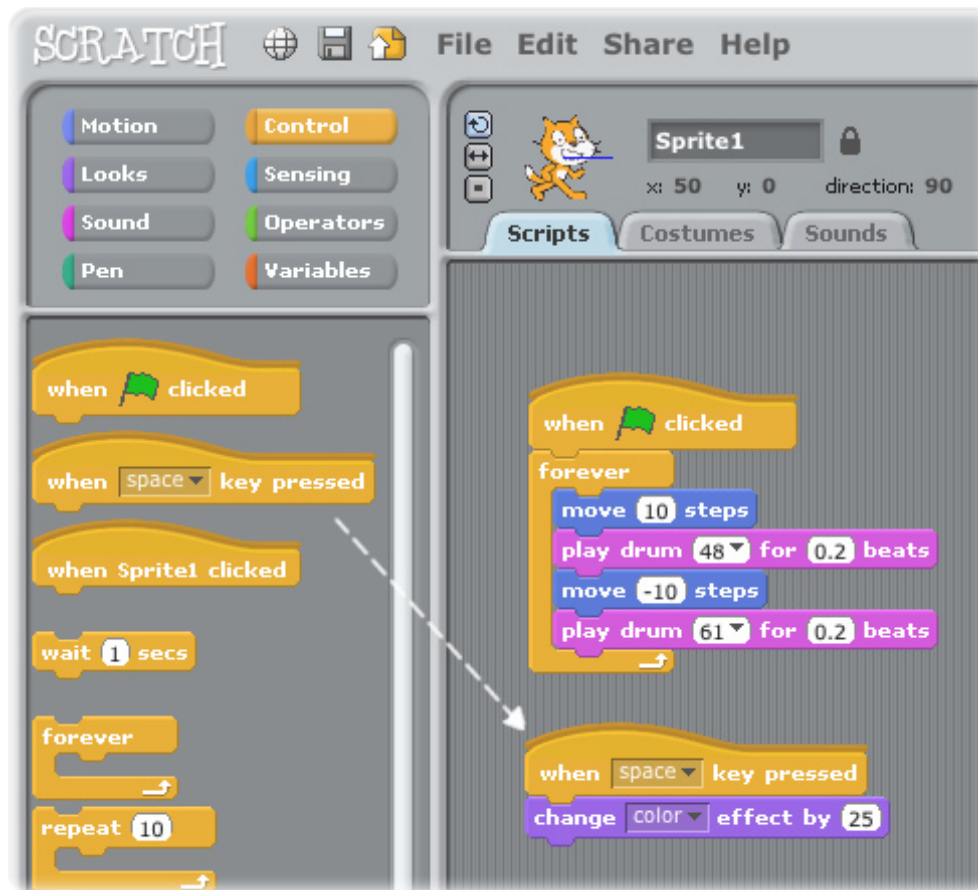 SCRATCH File Edit Share Help
Motion Control
Looks Sensing
Sound Operators
Pen Variables
Sprite1
x: 50 y: 0 direction: 90
Scripts Costumes Sounds
when clicked
when space key pressed
when Sprite1 clicked
wait 1 secs
forever
repeat 10
when clicked
forever
move 10 steps
play drum 48 for 0.2 beats
move -10 steps
play drum 61 for 0.2 beats
when space key pressed
change color effect by 25